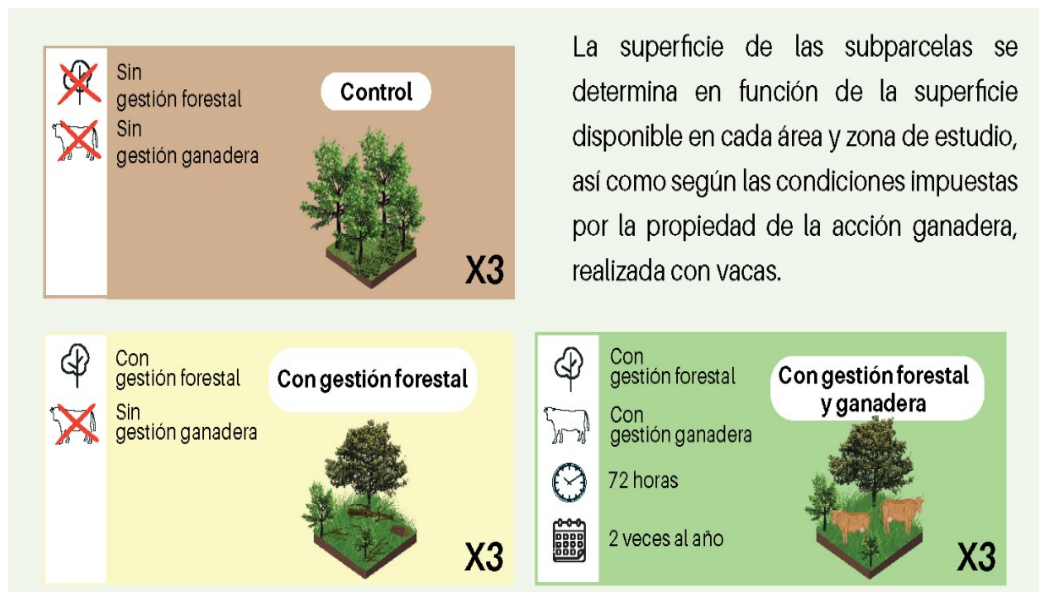 Sin
gestión forestal
Sin
gestión ganadera
Control
X3
La superficie de las subparcelas se
determina en función de la superficie
disponible en cada área y zona de estudio,
así como según las condiciones impuestas
por la propiedad de la acción ganadera,
realizada con vacas.
Con
gestión forestal
Sin
gestión ganadera
Con gestión forestal
X3
Con
gestión forestal
Con
gestión ganadera
72 horas
2 veces al año
Con gestión forestal
y ganadera
X3